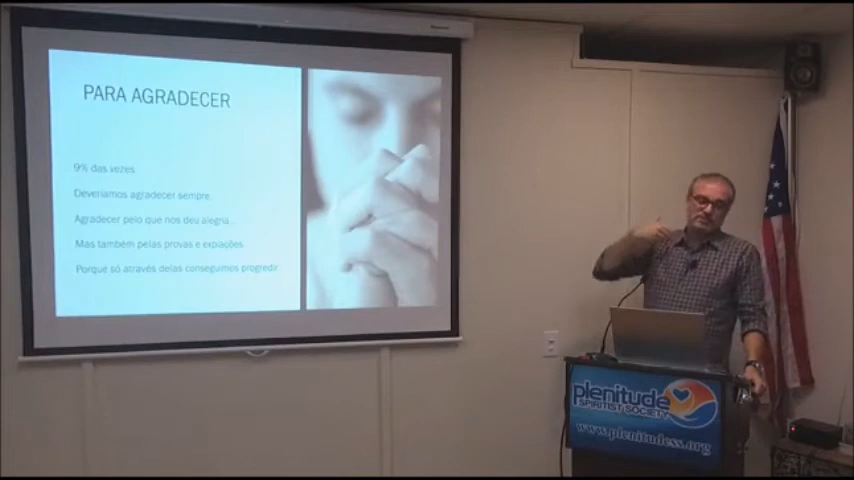 PARA AGRADECER
9% das vezes
Deveríamos agradecer sempre.
Agradecer pelo que nos deu alegria...
Mas também pelas provas e expiações
Porque só através delas conseguimos progredir
plenitude
SPIRITIST SOCIETY
www.plenitudess.org